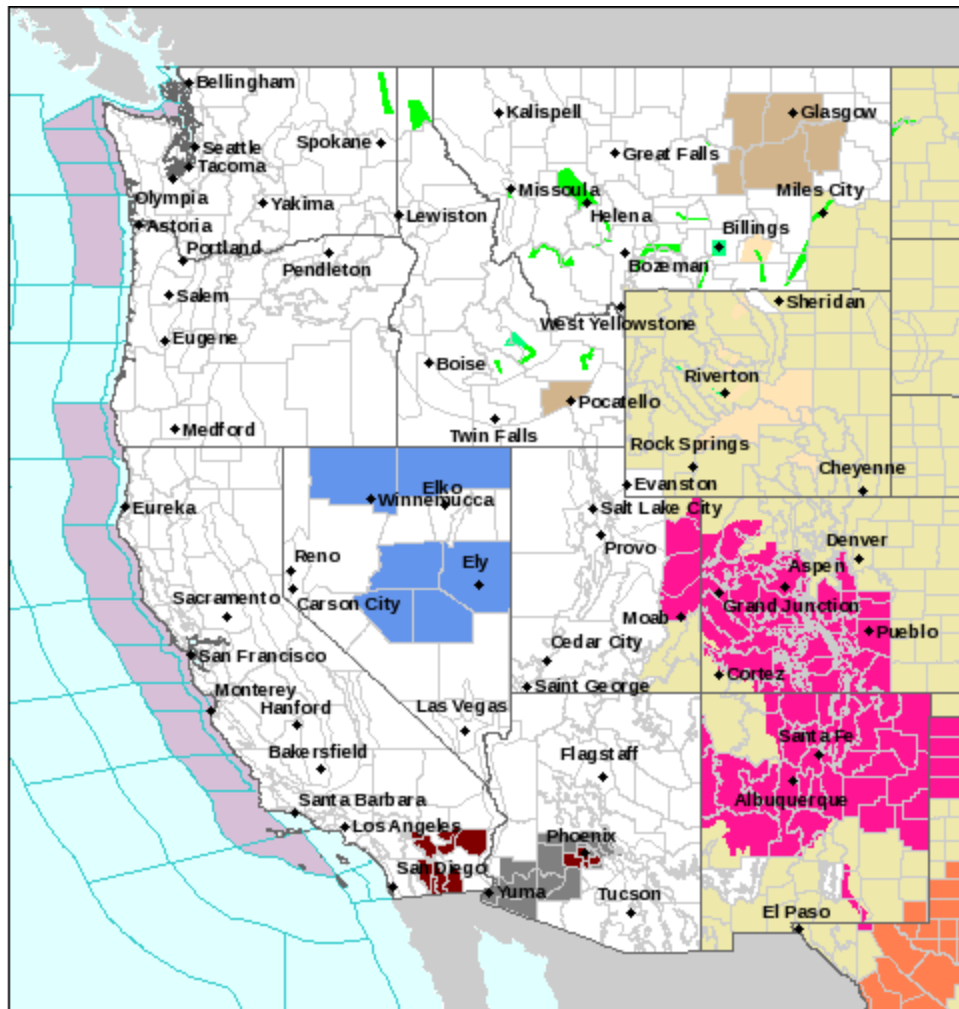 Bellingham
Kalispell
Glasgow
Spokane
Seattle
Great Falls
Tacoma
Missoula
Miles City
Olympia
Yakima
Lewiston
Helena
Astoria
Billings
Portland
Pendleton
Bozeman
Salem
Sheridan
West Yellowstone
Eugene
Boise
Riverton
Pocatello
Medford
Twin Falls
Rock Springs
Cheyenne
Elko
Evanston
Winnemucca
Eureka
Salt Lake City
Provo
Denver
Reno
Ely
Aspen
Sacramento
Carson City
Grand Junction
Moab
Pueblo
Cedar City
San Francisco
Cortez
Saint George
Monterey
Hanford
Las Vegas
Santa Fe
Bakersfield
Flagstaff
Albuquerque
Santa Barbara
Los Angeles
Phoenix
San Diego
Yuma
Tucson
El Paso